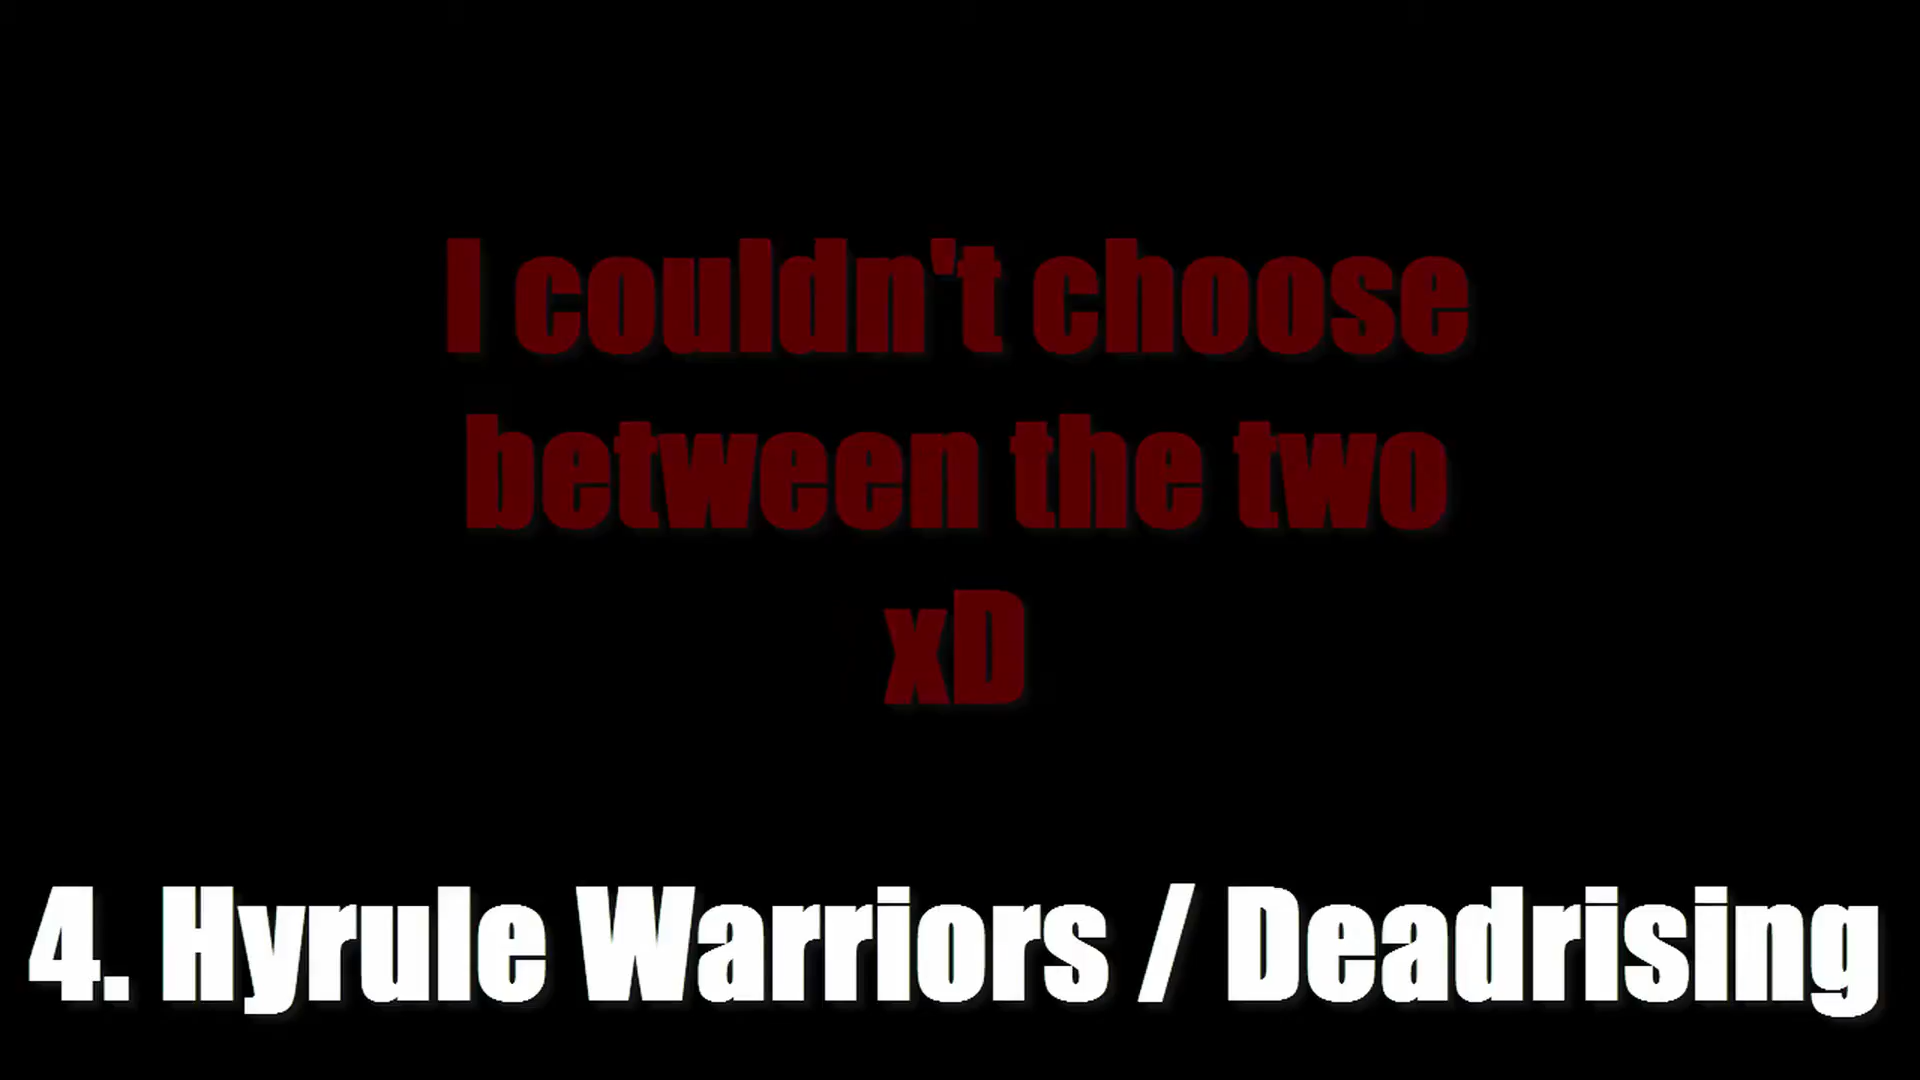 I couldn't choose
between the two
xD
4. Hyrule Warriors / Deadrising